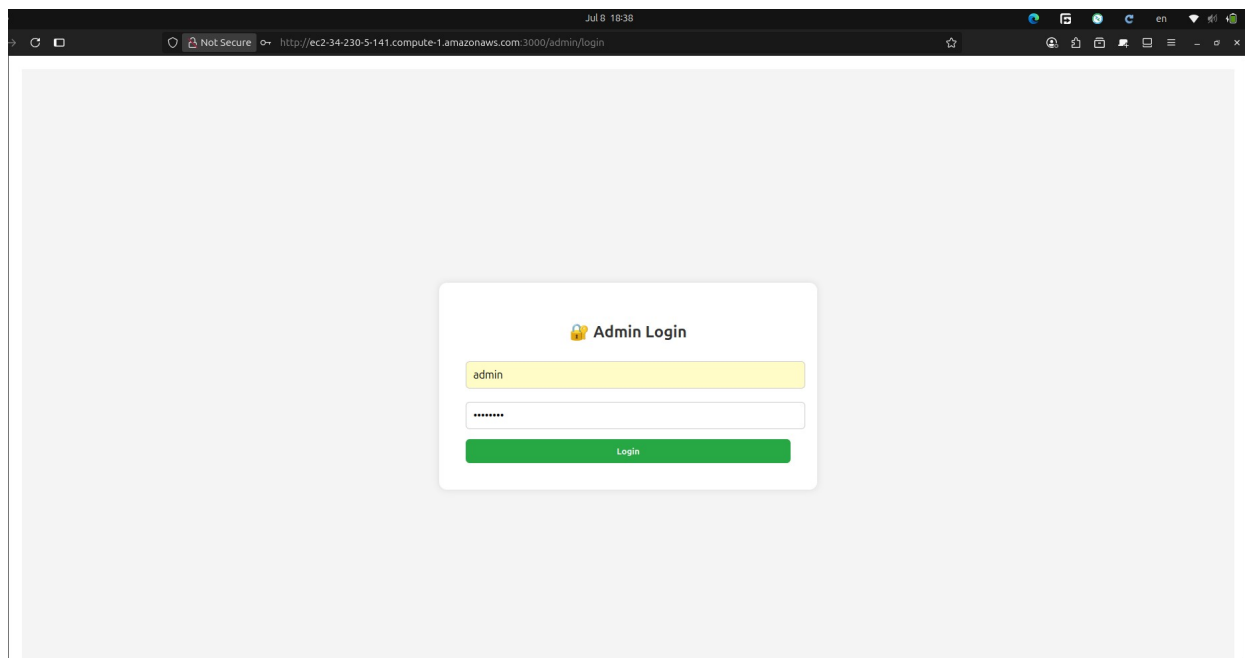 Jul 8 18:38
en
Not Secure http://ec2-34-230-5-141.compute-1.amazonaws.com:3000/admin/login
🔐 Admin Login
admin
••••••••
Login